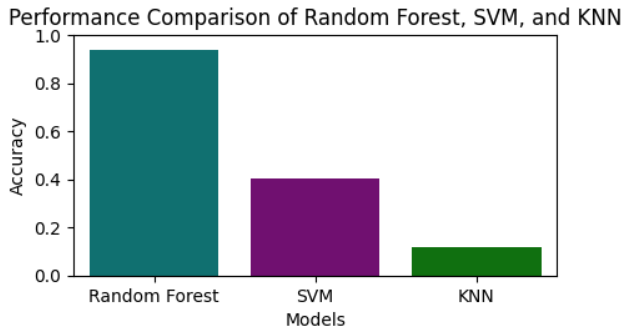 Performance Comparison of Random Forest, SVM, and KNN
1.0
0.8
0.6
0.4
0.2
0.0
Accuracy
Random Forest SVM KNN
Models